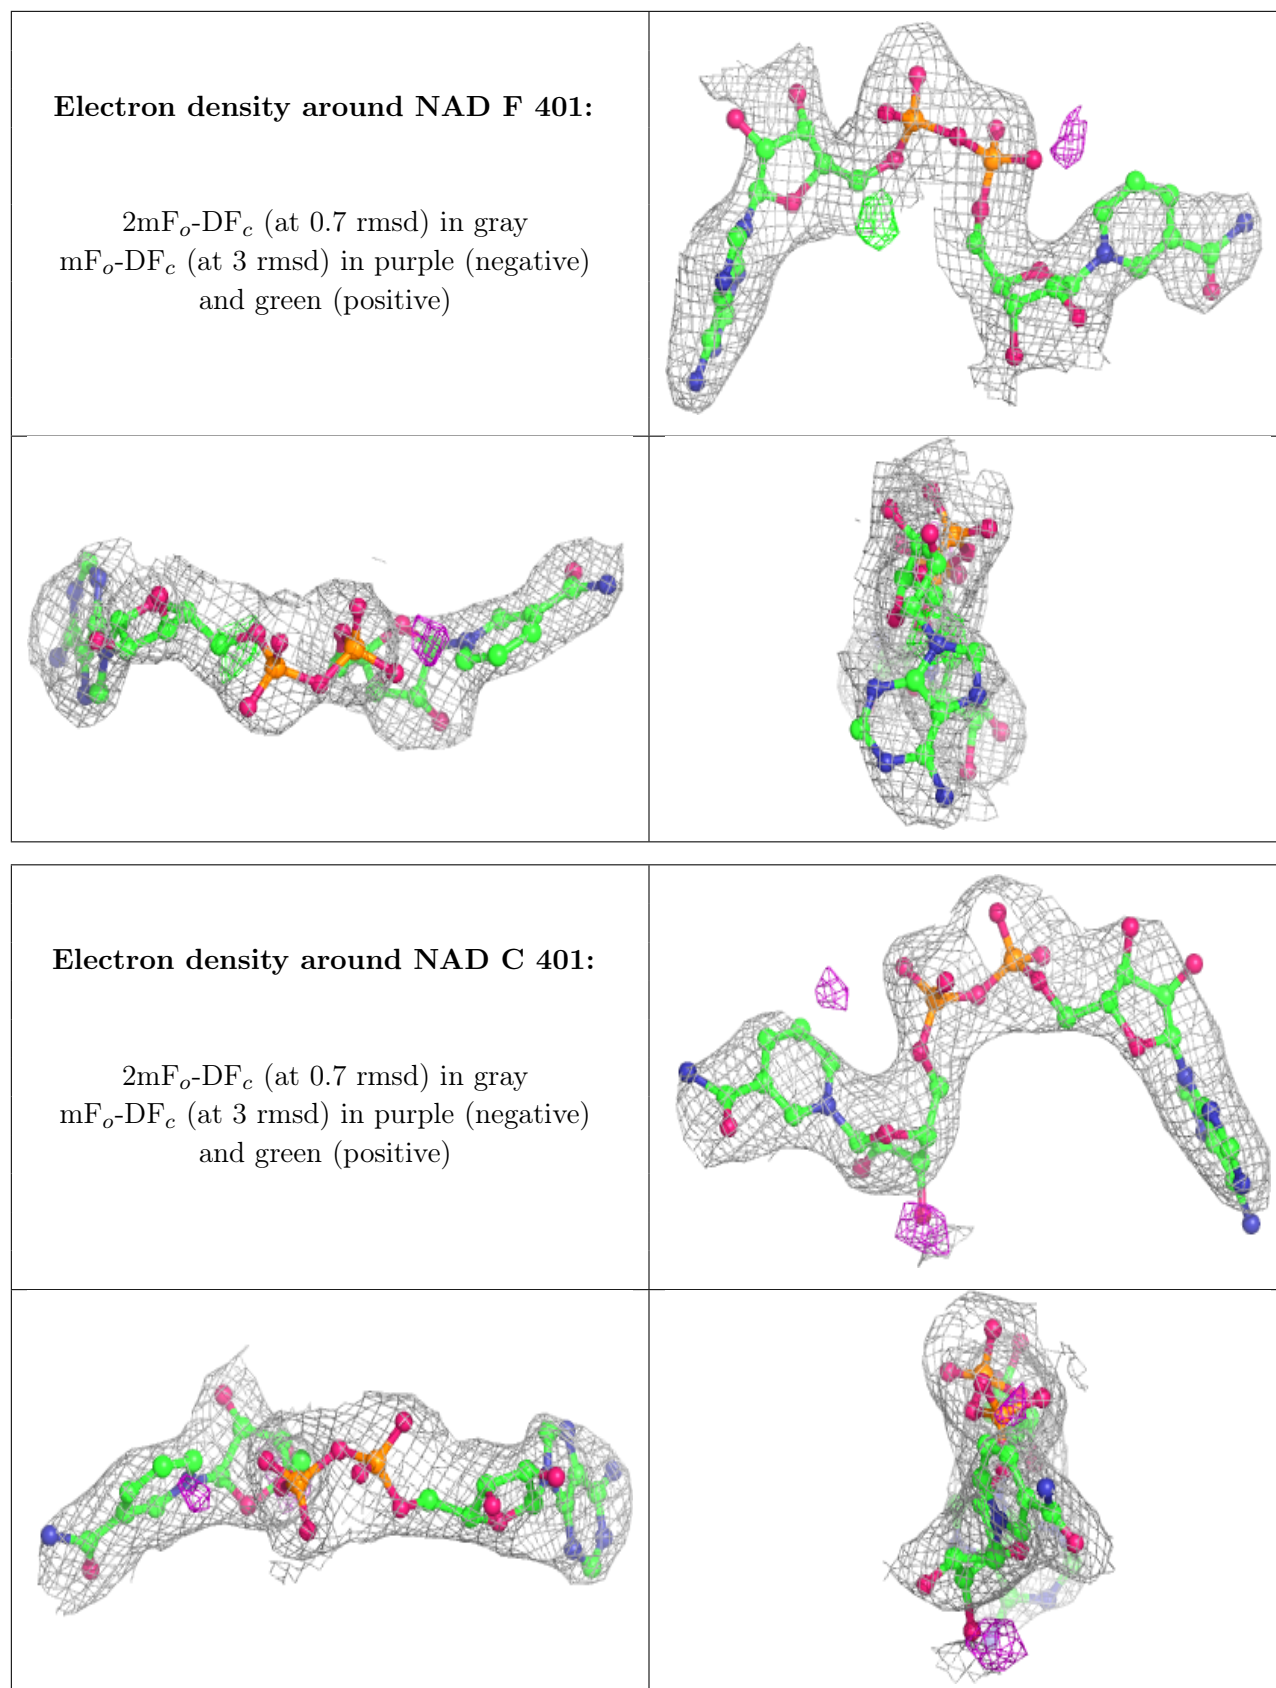 Electron density around NAD F 401:
2mFo-DFc (at 0.7 rmsd) in gray
mFo-DFc (at 3 rmsd) in purple (negative)
and green (positive)
Electron density around NAD C 401:
2mFo-DFc (at 0.7 rmsd) in gray
mFo-DFc (at 3 rmsd) in purple (negative)
and green (positive)